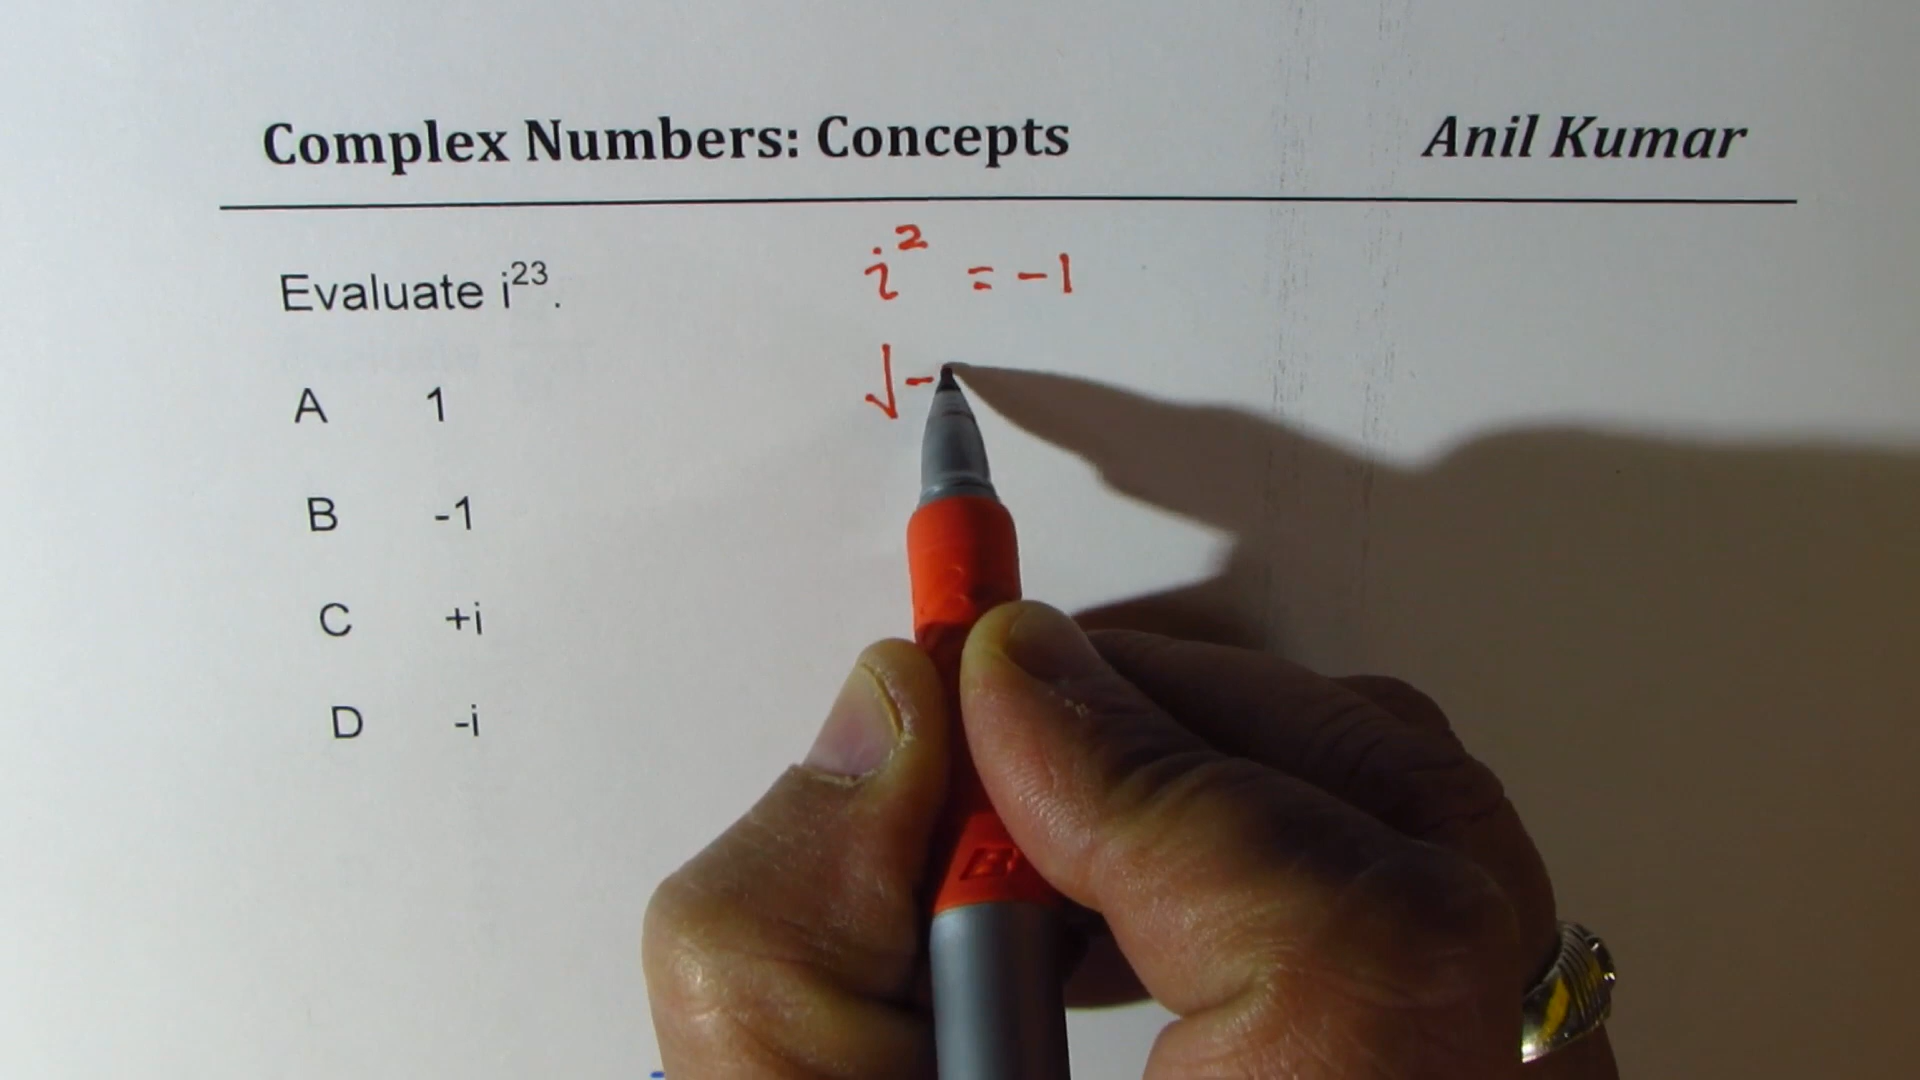 Complex Numbers: Concepts Anil Kumar
Evaluate i²³.
i² = -1
√-
A 1
B -1
C +i
D -i